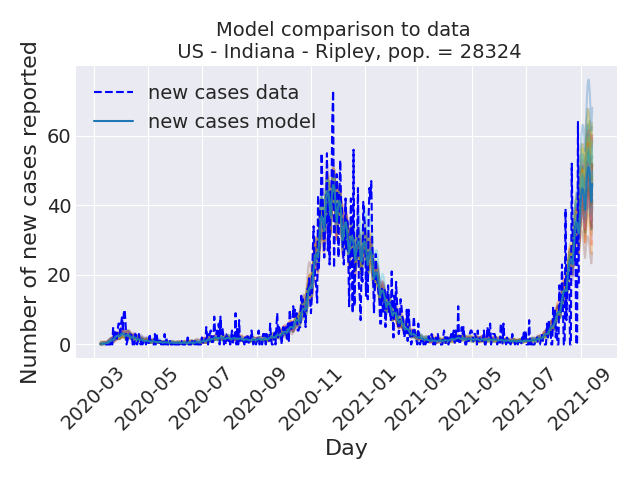 Model comparison to data
US - Indiana - Ripley, pop. = 28324
Number of new cases reported
new cases data
new cases model
60
40
20
0
2020-03
2020-05
2020-07
2020-09
2020-11
2021-01
2021-03
2021-05
2021-07
2021-09
Day